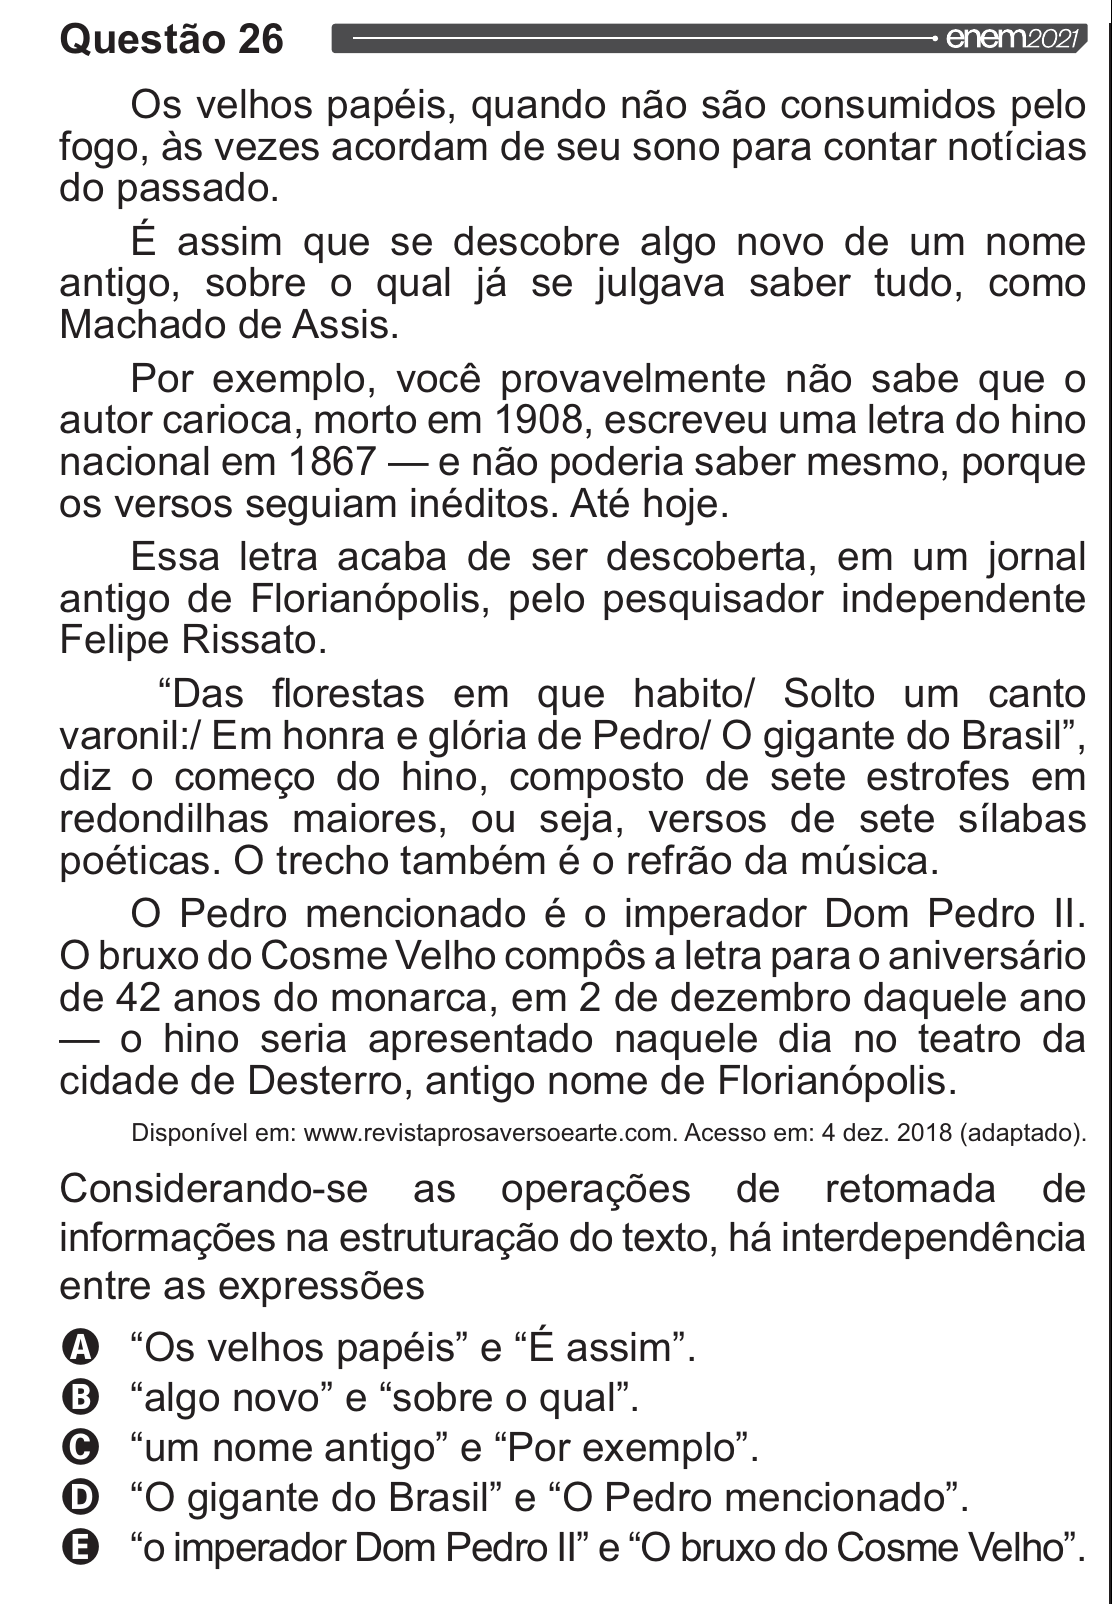 Questão 26
enem2021
Os velhos papéis, quando não são consumidos pelo
fogo, às vezes acordam de seu sono para contar notícias
do passado.
É assim que se descobre algo novo de um nome
antigo, sobre o qual já se julgava saber tudo, como
Machado de Assis.
Por exemplo, você provavelmente não sabe que o
autor carioca, morto em 1908, escreveu uma letra do hino
nacional em 1867 — e não poderia saber mesmo, porque
os versos seguiam inéditos. Até hoje.
Essa letra acaba de ser descoberta, em um jornal
antigo de Florianópolis, pelo pesquisador independente
Felipe Rissato.
“Das florestas em que habito/ Solto um canto
varonil:/ Em honra e glória de Pedro/ O gigante do Brasil”,
diz o começo do hino, composto de sete estrofes em
redondilhas maiores, ou seja, versos de sete sílabas
poéticas. O trecho também é o refrão da música.
O Pedro mencionado é o imperador Dom Pedro II.
O bruxo do Cosme Velho compôs a letra para o aniversário
de 42 anos do monarca, em 2 de dezembro daquele ano
— o hino seria apresentado naquele dia no teatro da
cidade de Desterro, antigo nome de Florianópolis.
Disponível em: www.revistaprosaversoearte.com. Acesso em: 4 dez. 2018 (adaptado).
Considerando-se as operações de retomada de
informações na estruturação do texto, há interdependência
entre as expressões
A “Os velhos papéis” e “É assim”.
B “algo novo” e “sobre o qual”.
C “um nome antigo” e “Por exemplo”.
D “O gigante do Brasil” e “O Pedro mencionado”.
E “o imperador Dom Pedro II” e “O bruxo do Cosme Velho”.